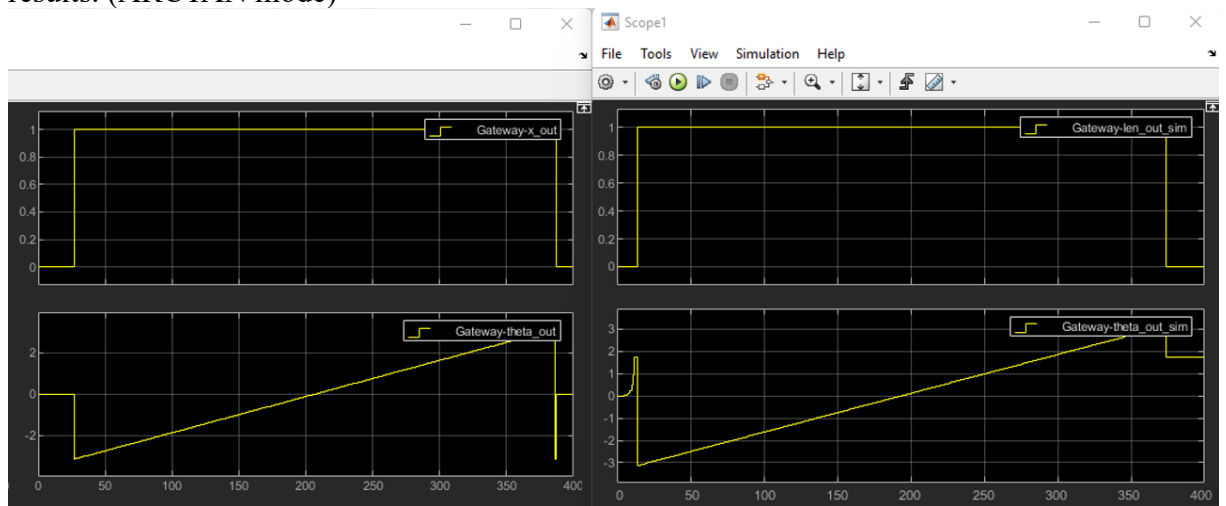 results. (ARCTAN mode)
Scope1
File Tools View Simulation Help
Gateway-x_out
1
0.8
0.6
0.4
0.2
0
Gateway-theta_out
2
0
-2
0 50 100 150 200 250 300 350 400
Gateway-len_out_sim
1
0.8
0.6
0.4
0.2
0
Gateway-theta_out_sim
3
2
1
0
-1
-2
-3
0 50 100 150 200 250 300 350 400